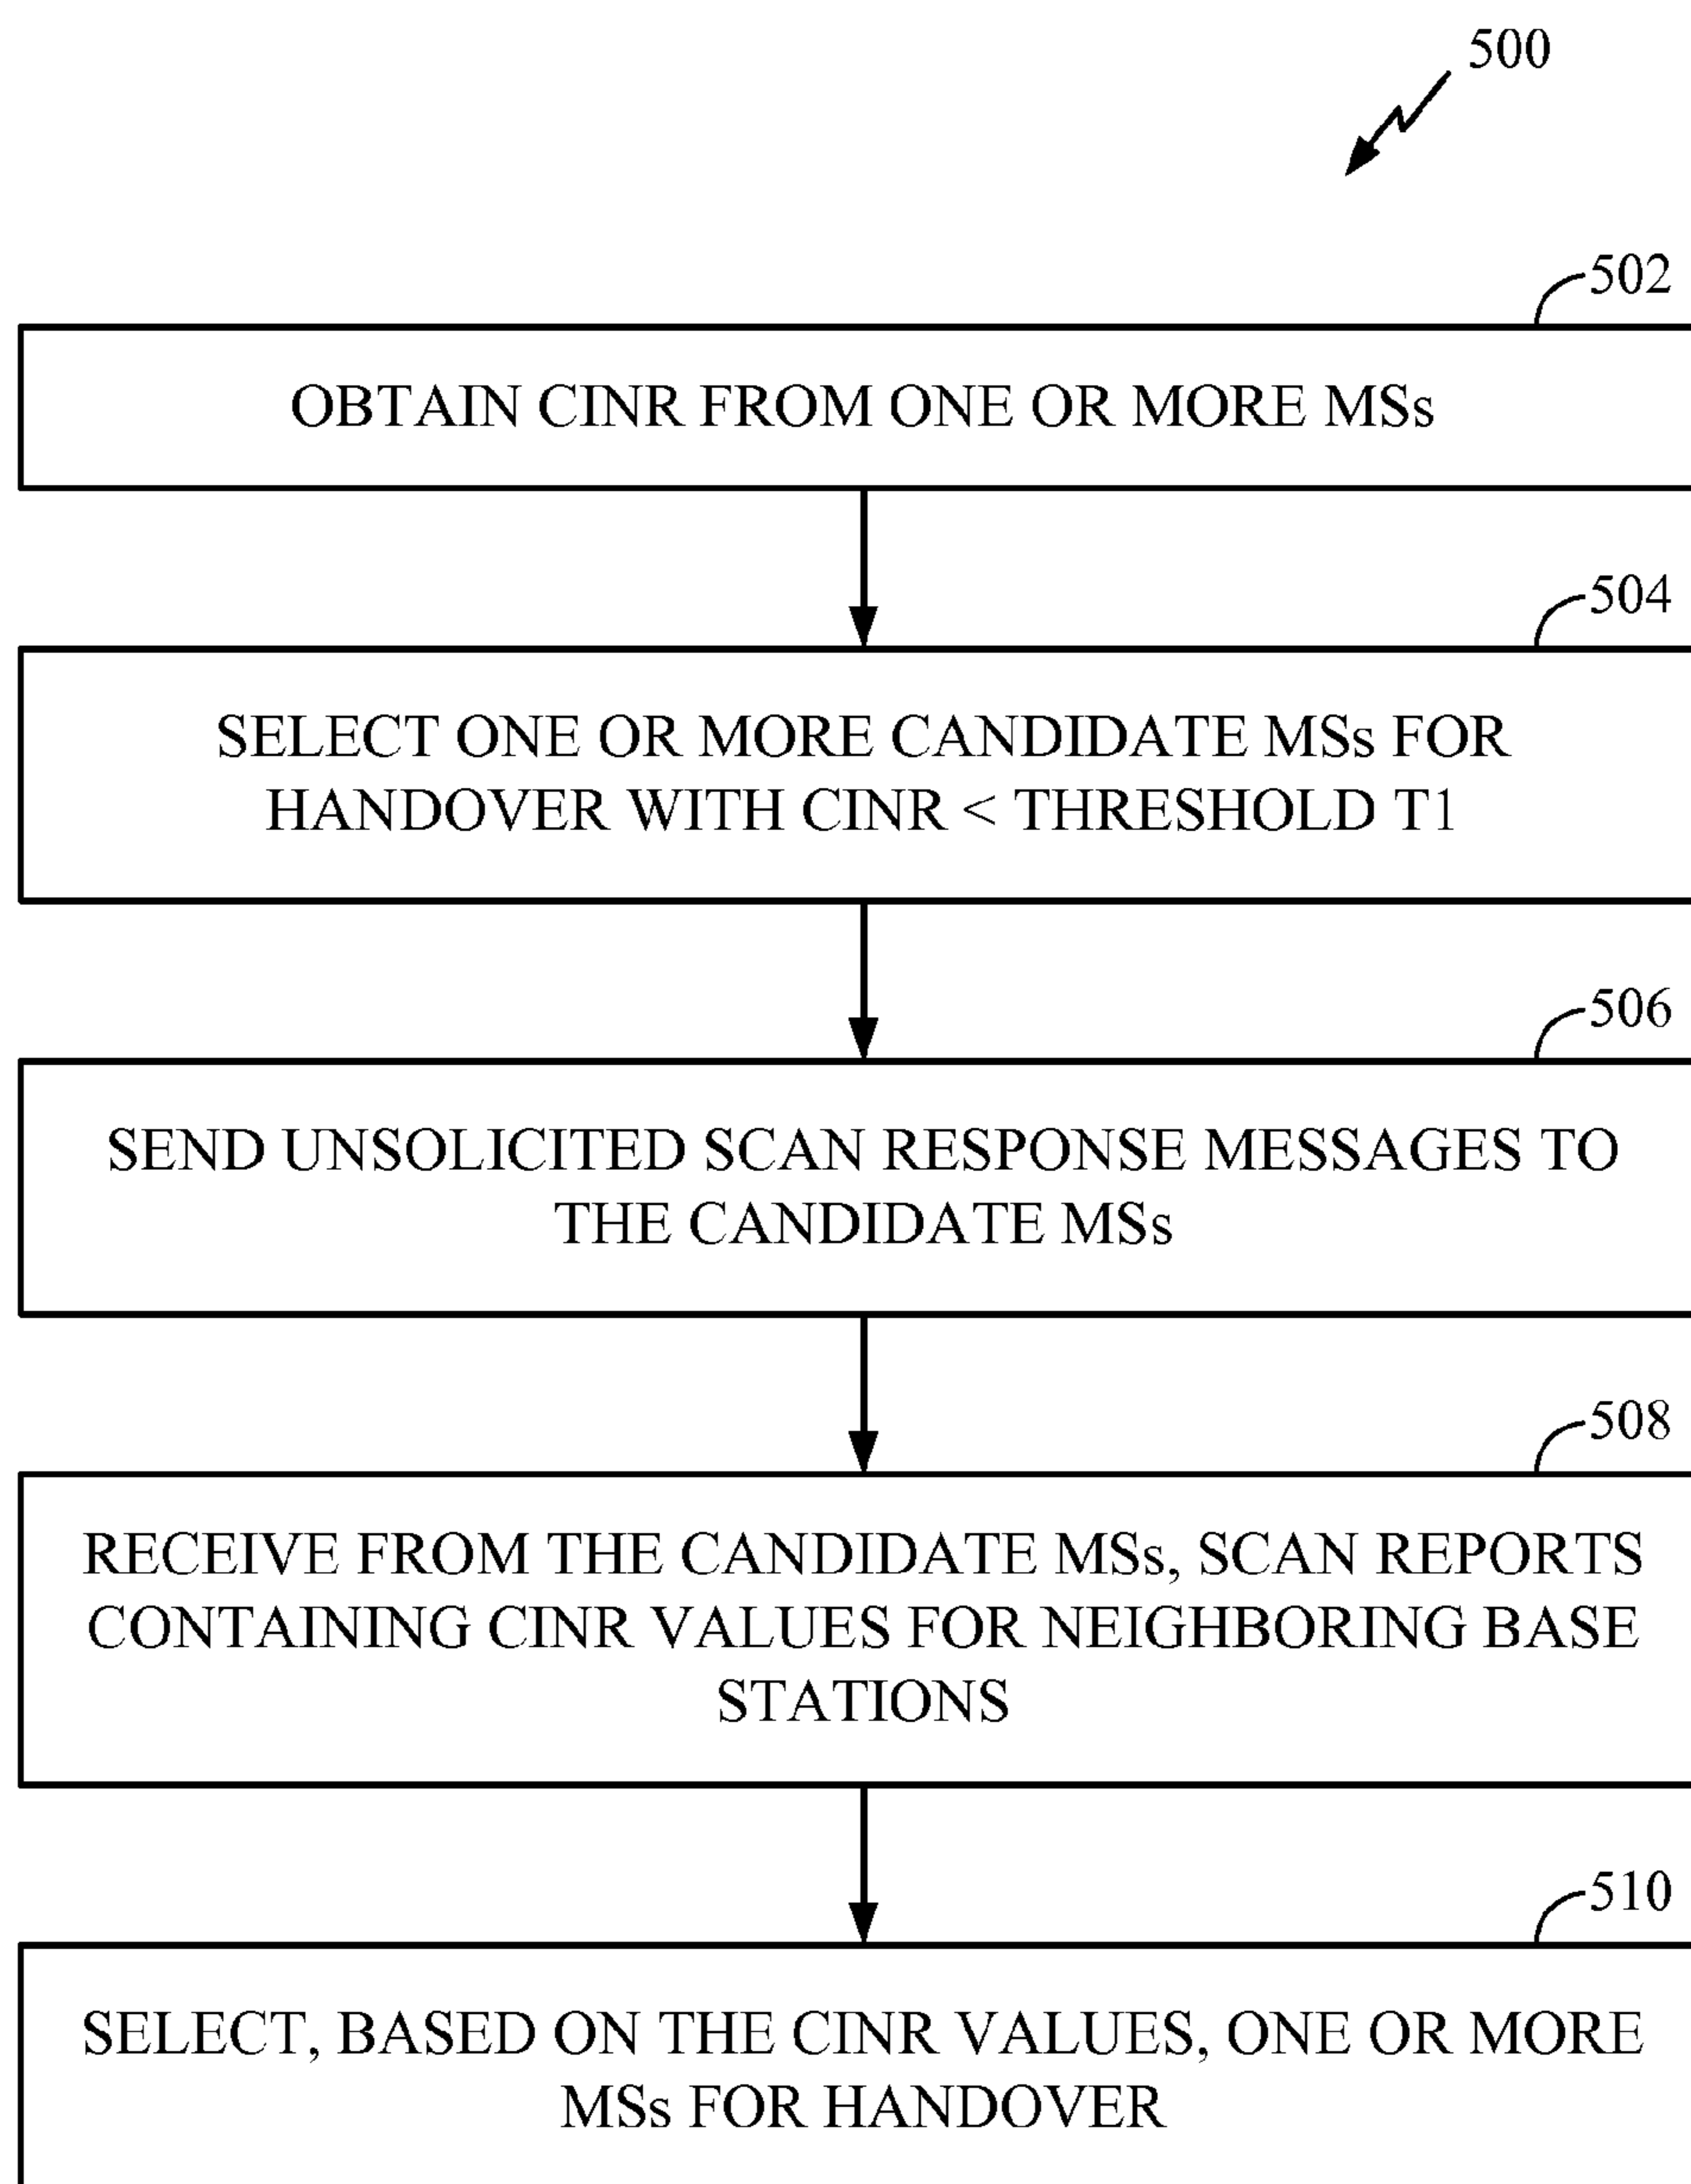 500
502
OBTAIN CINR FROM ONE OR MORE MSs
504
SELECT ONE OR MORE CANDIDATE MSs FOR
HANDOVER WITH CINR < THRESHOLD T1
506
SEND UNSOLICITED SCAN RESPONSE MESSAGES TO
THE CANDIDATE MSs
508
RECEIVE FROM THE CANDIDATE MSs, SCAN REPORTS
CONTAINING CINR VALUES FOR NEIGHBORING BASE
STATIONS
510
SELECT, BASED ON THE CINR VALUES, ONE OR MORE
MSs FOR HANDOVER